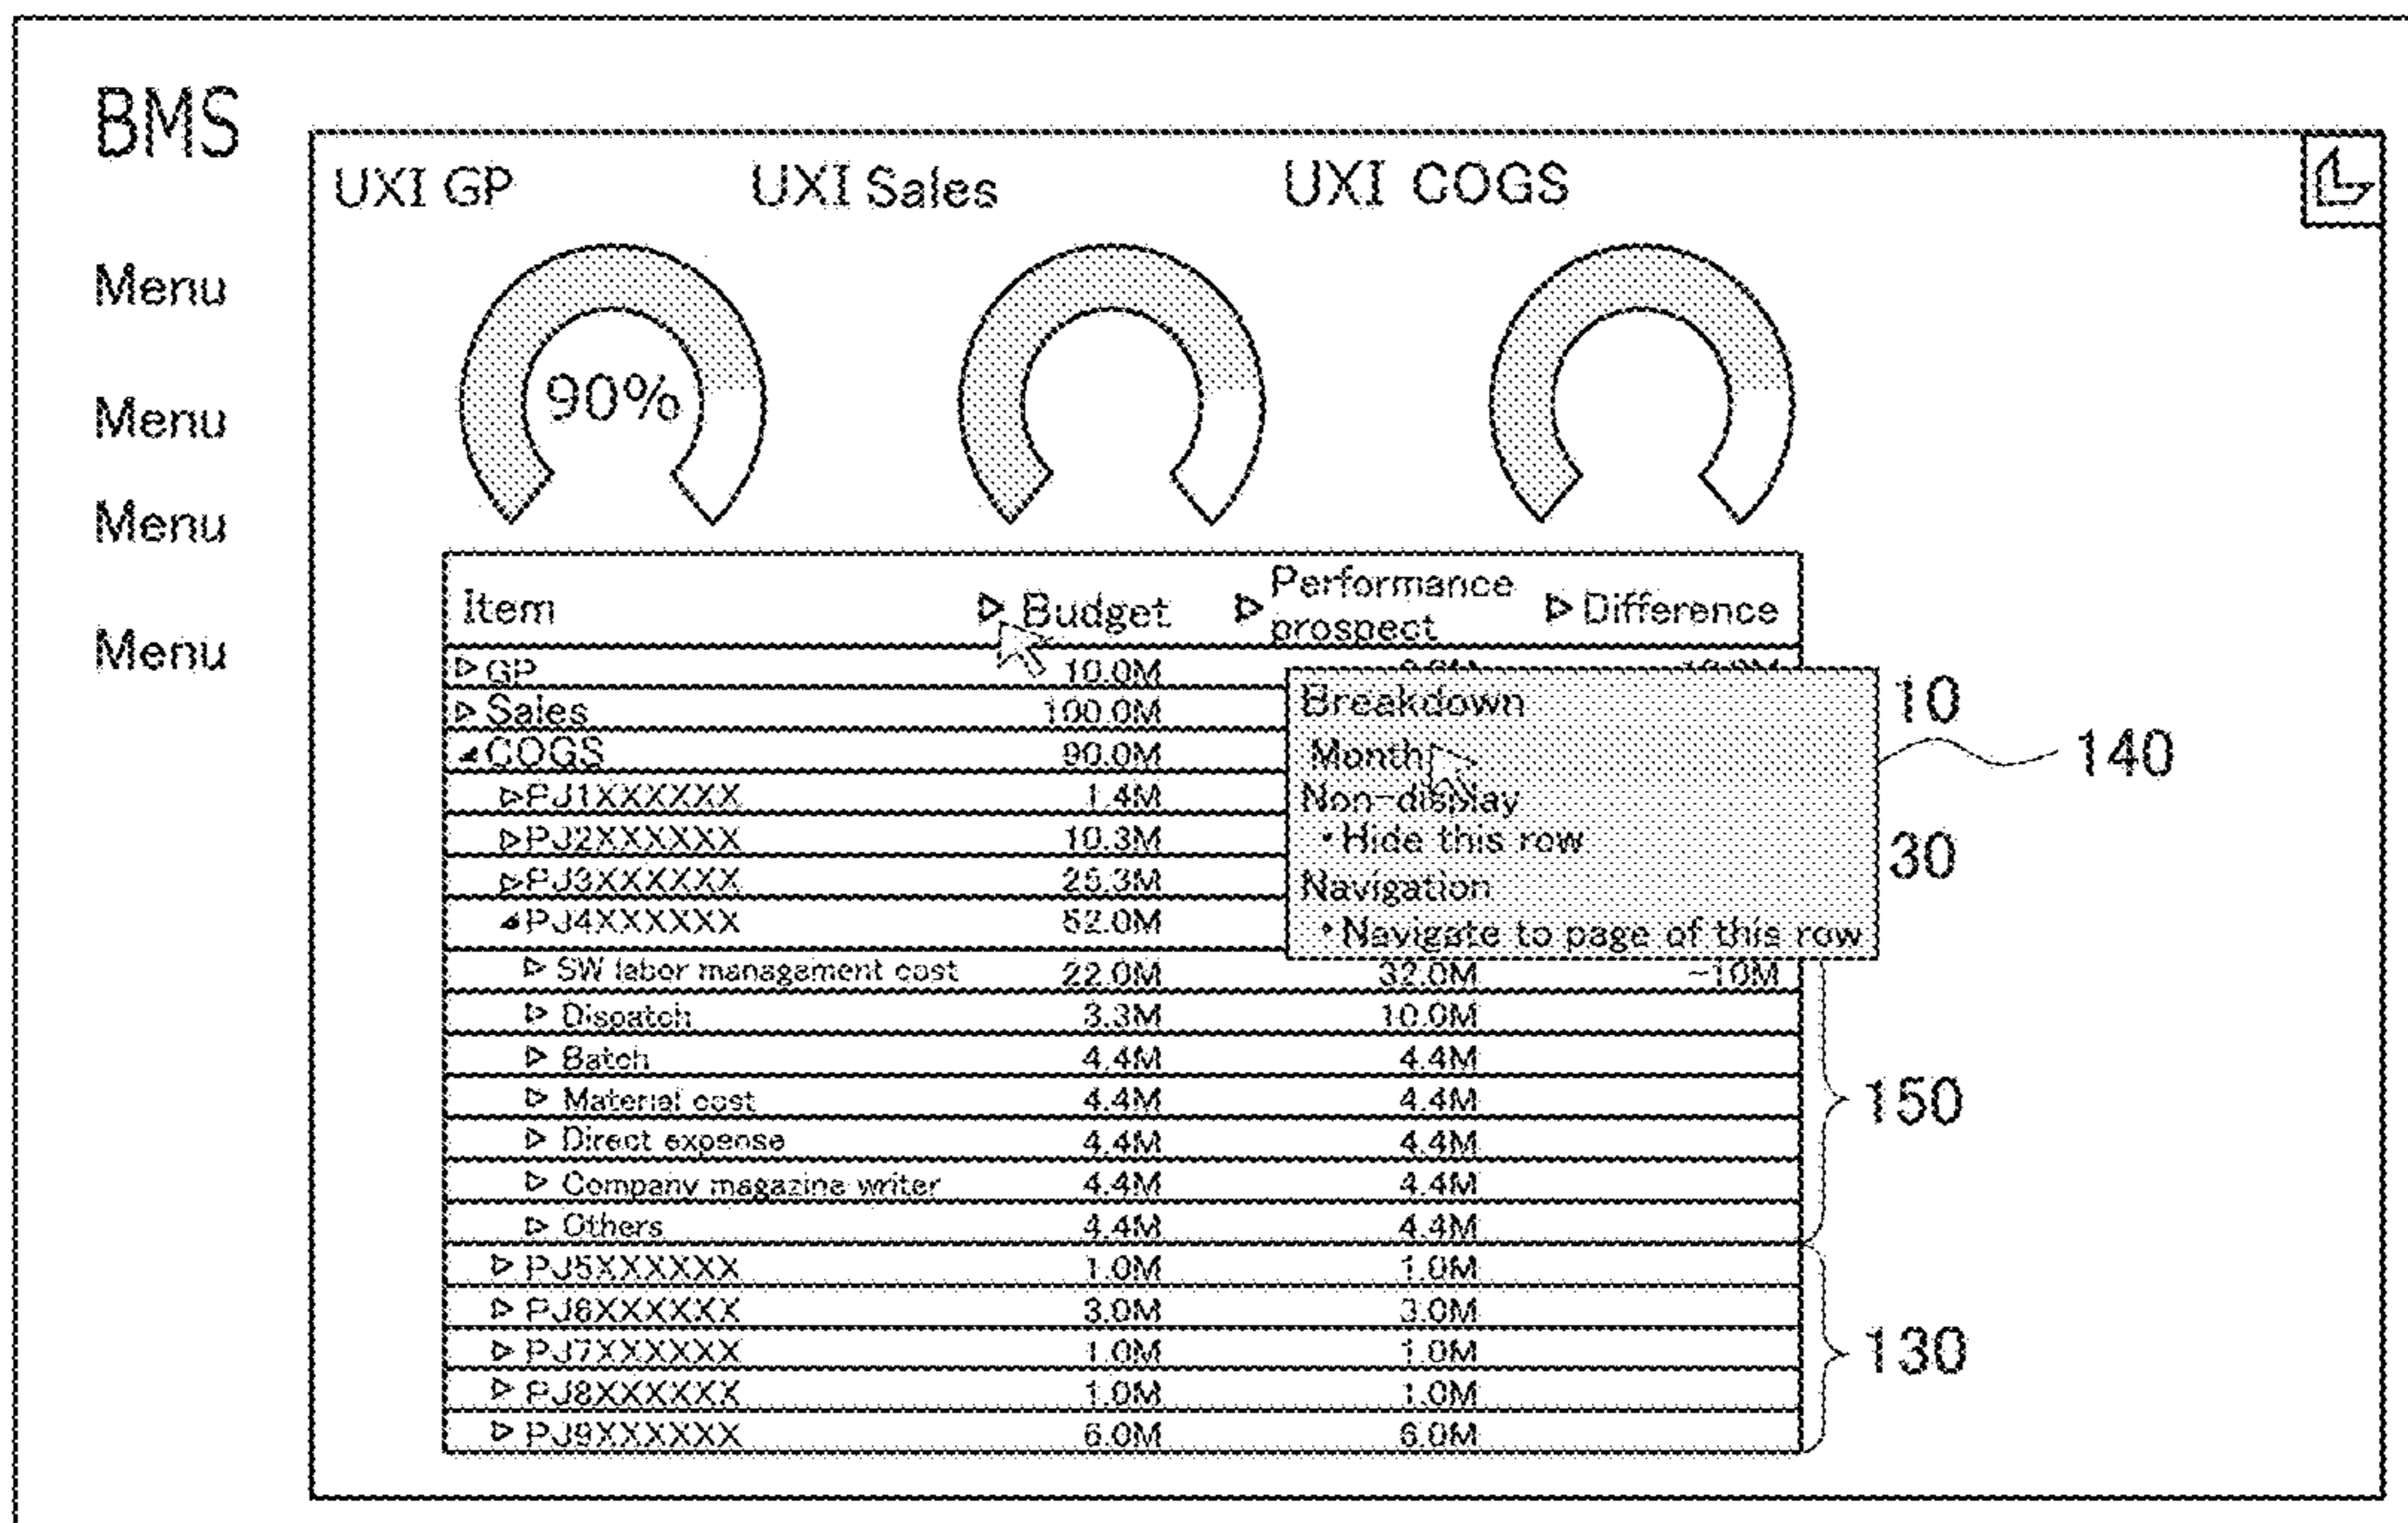 BMS
Menu
Menu
Menu
Menu
UXI GP
UXI Sales
UXI COGS
90%
Item Budget Performance prospect Difference
GP 10.0M
Sales 100.0M
COGS 90.0M
PJ1XXXXXX 1.4M
PJ2XXXXXX 10.3M
PJ3XXXXXX 25.3M
PJ4XXXXXX 52.0M
SW labor managament cost 22.0M 32.0M -10M
Dispatch 3.3M 10.0M
Batch 4.4M 4.4M
Material cost 4.4M 4.4M
Direct expense 4.4M 4.4M
Company magazine writer 4.4M 4.4M
Others 4.4M 4.4M
PJ5XXXXXX 1.0M 1.0M
PJ6XXXXXX 3.0M 3.0M
PJ7XXXXXX 1.0M 1.0M
PJ8XXXXXX 1.0M 1.0M
PJ9XXXXXX 6.0M 6.0M
Breakdown
Month
Non-display
・Hide this row
Navigation
・Navigate to page of this row
10
140
30
150
130